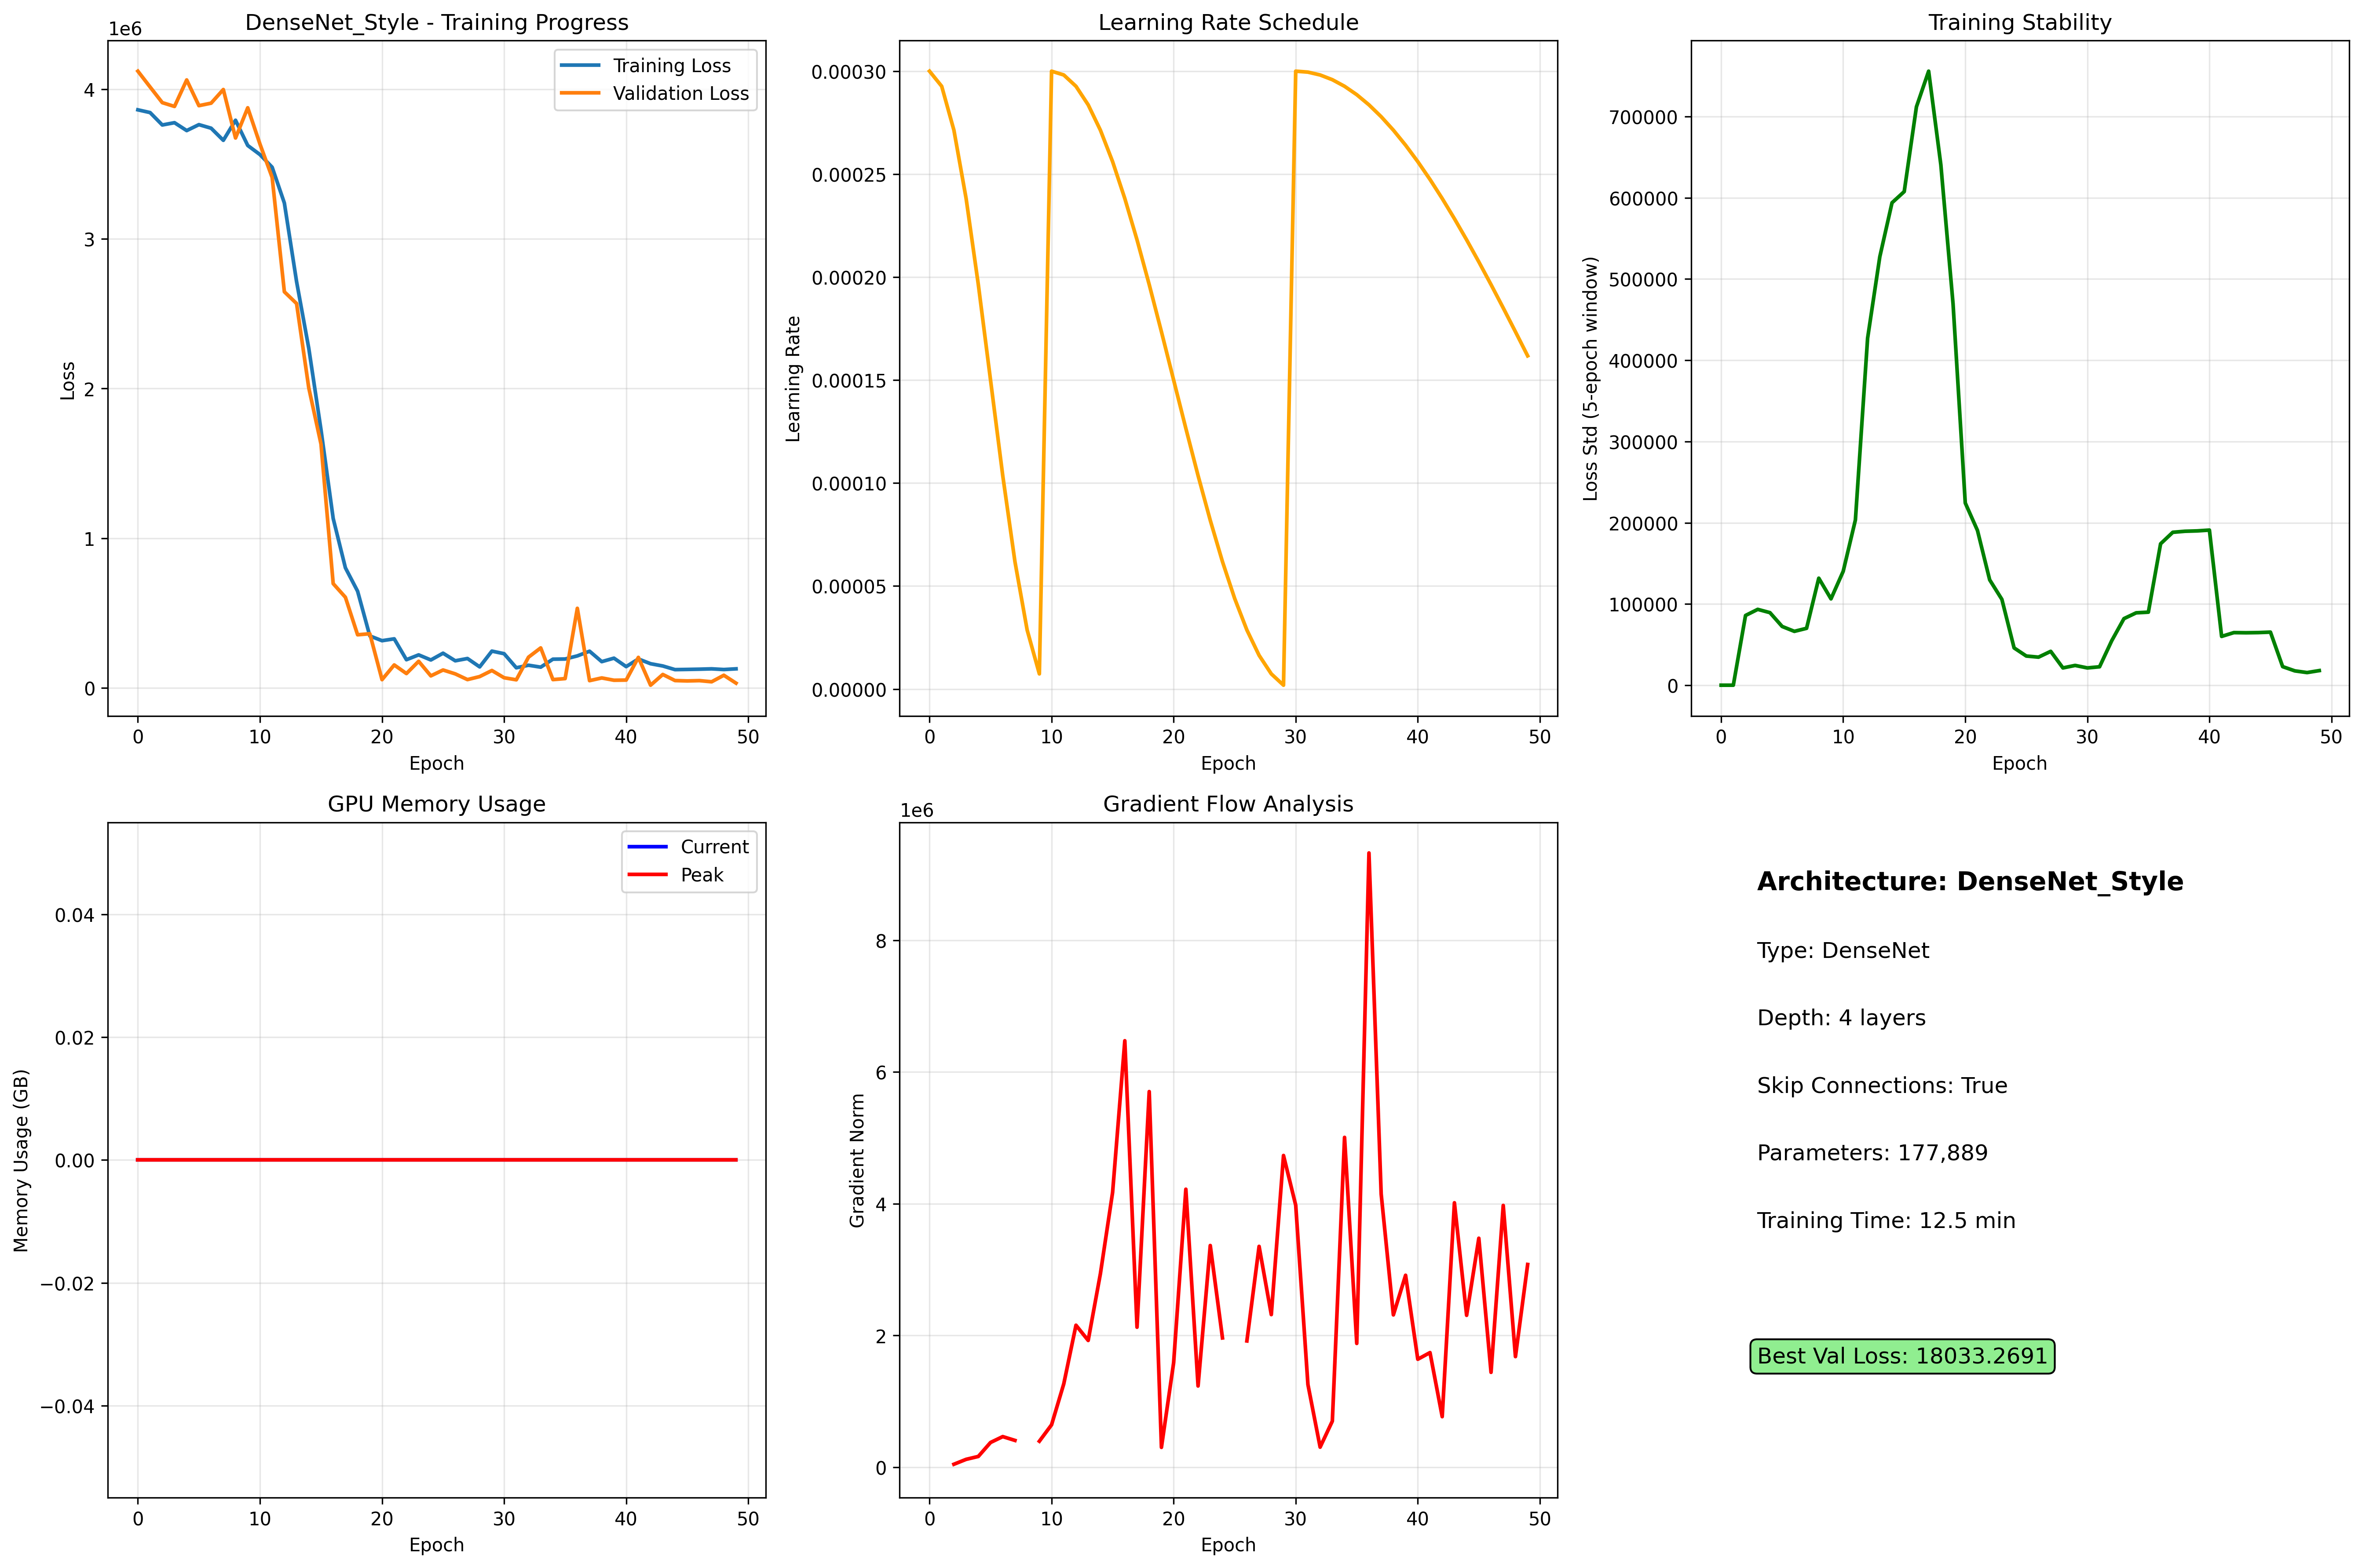 DenseNet_Style - Training Progress
1e6
Training Loss
Validation Loss
4
3
2
1
0
Loss
0 10 20 30 40 50
Epoch
Learning Rate Schedule
0.00030
0.00025
0.00020
0.00015
0.00010
0.00005
0.00000
Learning Rate
0 10 20 30 40 50
Epoch
Training Stability
700000
600000
500000
400000
300000
200000
100000
0
Loss Std (5-epoch window)
0 10 20 30 40 50
Epoch
GPU Memory Usage
Current
Peak
0.04
0.02
0.00
−0.02
−0.04
Memory Usage (GB)
0 10 20 30 40 50
Epoch
Gradient Flow Analysis
1e6
8
6
4
2
0
Gradient Norm
0 10 20 30 40 50
Epoch
Architecture: DenseNet_Style
Type: DenseNet
Depth: 4 layers
Skip Connections: True
Parameters: 177,889
Training Time: 12.5 min
Best Val Loss: 18033.2691